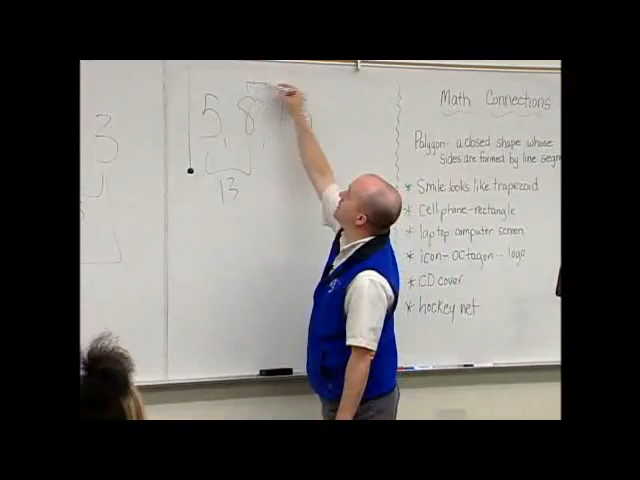 3
5, 8,
13
Math Connections
Polygon- a closed shape whose
sides are formed by line segm
* Smile looks like trapezoid
* Cell phone-rectangle
* laptop computer screen
* icon-octagon-logo
* CD cover
* hockey net